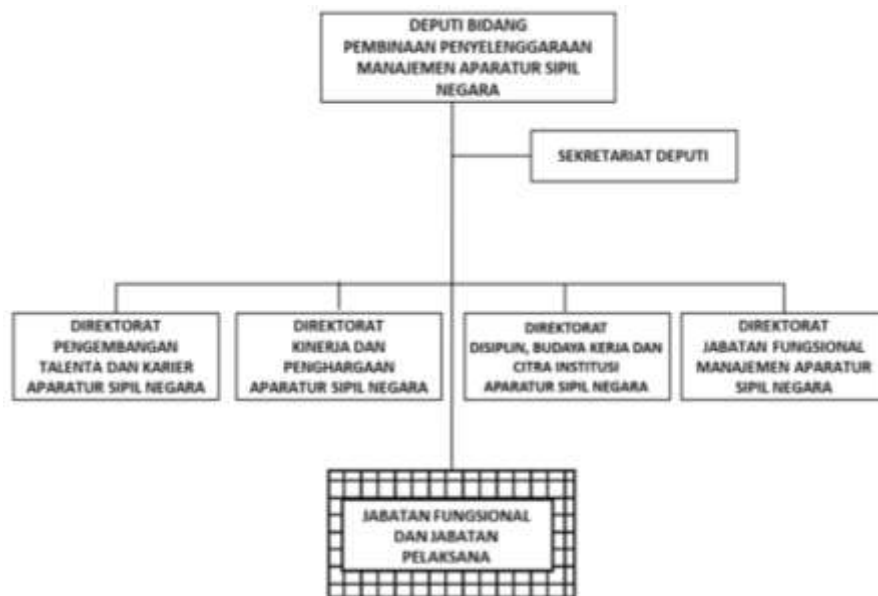 DEPUTI BIDANG
PEMBINAAN PENYELENGGARAAN
MANAJEMEN APARATUR SIPIL
NEGARA
SEKRETARIAT DEPUTI
DIREKTORAT
PENGEMBANGAN
TALENTA DAN KARIER
APARATUR SIPIL NEGARA
DIREKTORAT
KINERJA DAN
PENGHARGAAN
APARATUR SIPIL NEGARA
DIREKTORAT
DISIPLIN, BUDAYA KERJA DAN
CITRA INSTITUSI
APARATUR SIPIL NEGARA
DIREKTORAT
JABATAN FUNGSIONAL
MANAJEMEN APARATUR
SIPIL NEGARA
JABATAN FUNGSIONAL
DAN JABATAN
PELAKSANA